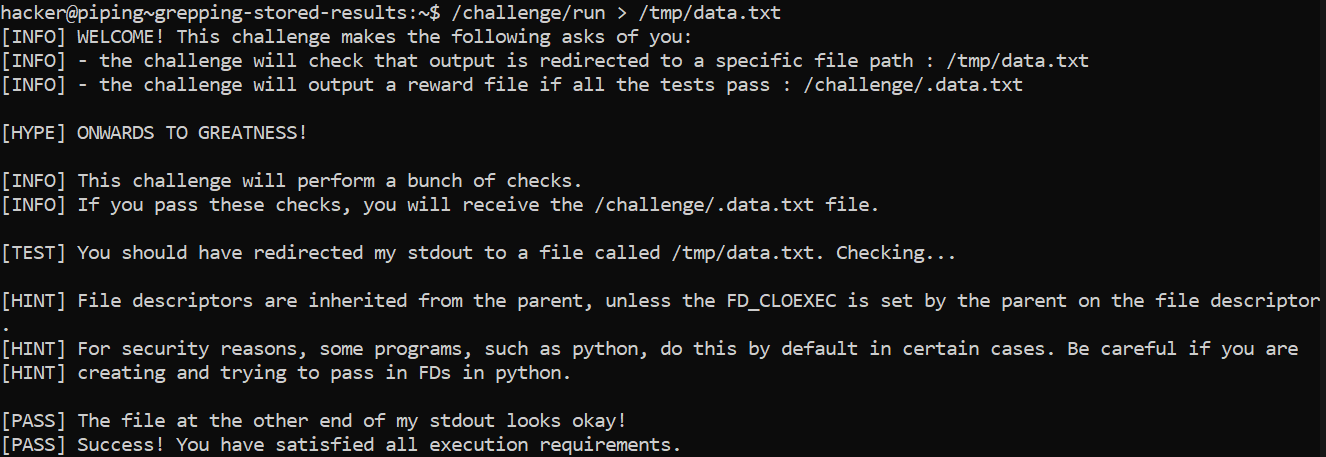 hacker@piping~grepping-stored-results:~$ /challenge/run > /tmp/data.txt
[INFO] WELCOME! This challenge makes the following asks of you:
[INFO] - the challenge will check that output is redirected to a specific file path : /tmp/data.txt
[INFO] - the challenge will output a reward file if all the tests pass : /challenge/.data.txt
[HYPE] ONWARDS TO GREATNESS!
[INFO] This challenge will perform a bunch of checks.
[INFO] If you pass these checks, you will receive the /challenge/.data.txt file.
[TEST] You should have redirected my stdout to a file called /tmp/data.txt. Checking...
[HINT] File descriptors are inherited from the parent, unless the FD_CLOEXEC is set by the parent on the file descriptor
.
[HINT] For security reasons, some programs, such as python, do this by default in certain cases. Be careful if you are
[HINT] creating and trying to pass in FDs in python.
[PASS] The file at the other end of my stdout looks okay!
[PASS] Success! You have satisfied all execution requirements.